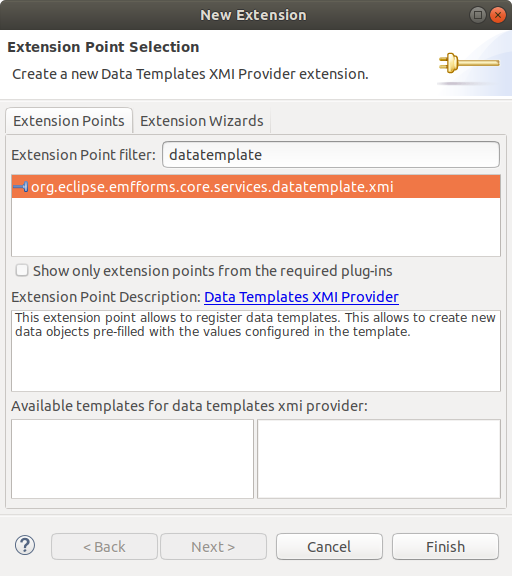 New Extension
Extension Point Selection
Create a new Data Templates XMI Provider extension.
Extension Points
Extension Wizards
Extension Point filter: datatemplate
org.eclipse.emfforms.core.services.datatemplate.xmi
Show only extension points from the required plug-ins
Extension Point Description: Data Templates XMI Provider
This extension point allows to register data templates. This allows to create new
data objects pre-filled with the values configured in the template.
Available templates for data templates xmi provider:
?
< Back
Next >
Cancel
Finish